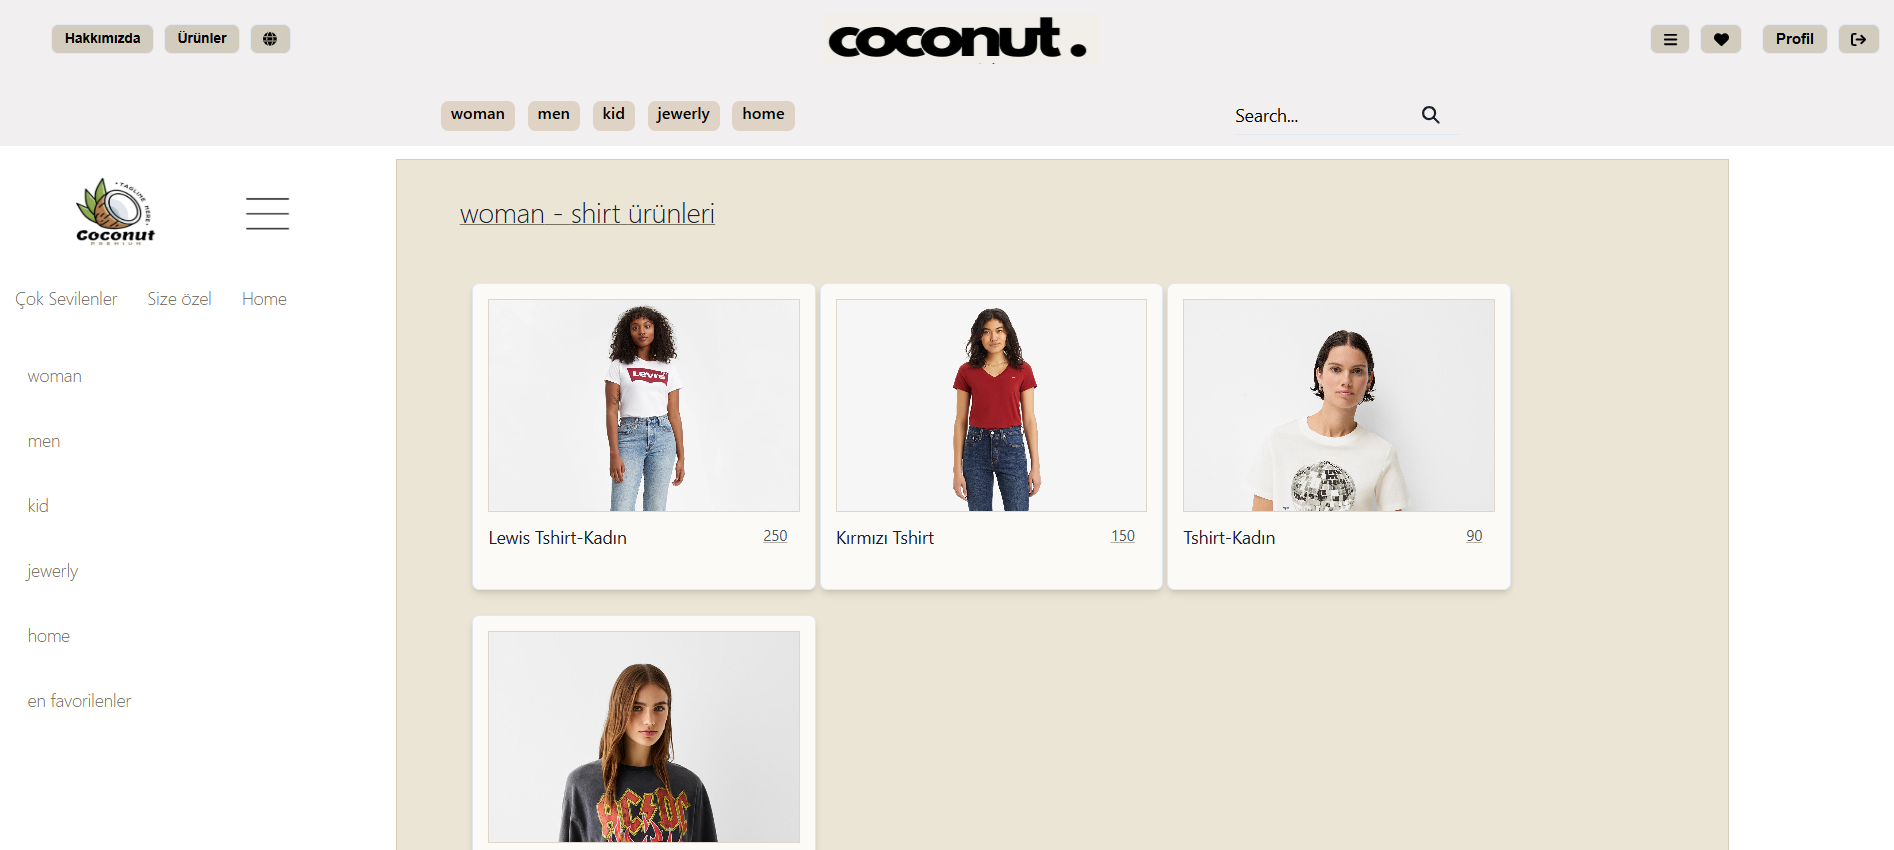 Hakkımızda Ürünler
coconut.
Profil
woman men kid jewerly home
Search...
• TAGLINE HERE •
Coconut
PREMIUM
Çok Sevilenler Size özel Home
woman
men
kid
jewerly
home
en favorilenler
woman - shirt ürünleri
Levi's
Lewis Tshirt-Kadın 250
Kırmızı Tshirt 150
Tshirt-Kadın 90
AC/DC